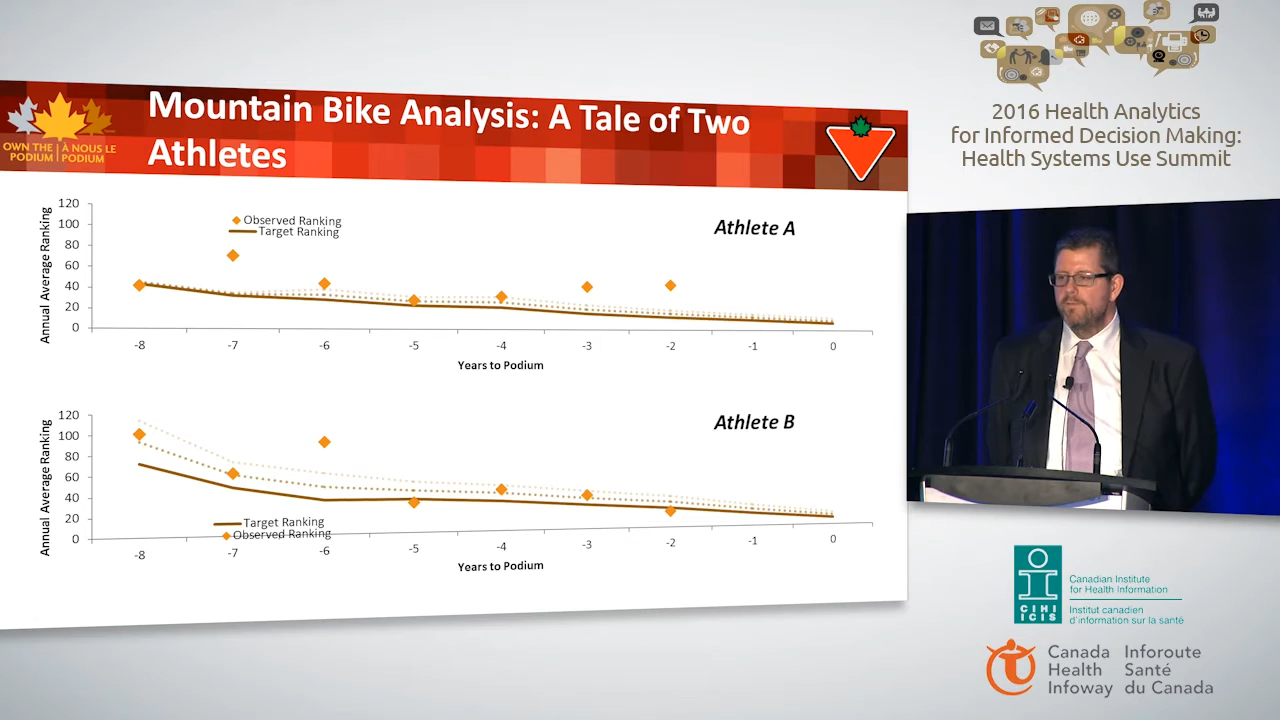 2016 Health Analytics
for Informed Decision Making:
Health Systems Use Summit
OWN THE | À NOUS LE
PODIUM | PODIUM
Mountain Bike Analysis: A Tale of Two
Athletes
Annual Average Ranking
120
100
80
60
40
20
0
Observed Ranking
Target Ranking
Athlete A
-8 -7 -6 -5 -4 -3 -2 -1 0
Years to Podium
Annual Average Ranking
120
100
80
60
40
20
0
Athlete B
Target Ranking
Observed Ranking
-8 -7 -6 -5 -4 -3 -2 -1 0
Years to Podium
CIHI
ICIS
Canadian Institute
for Health Information
Institut canadien
d'information sur la santé
Canada Inforoute
Health Santé
Infoway du Canada